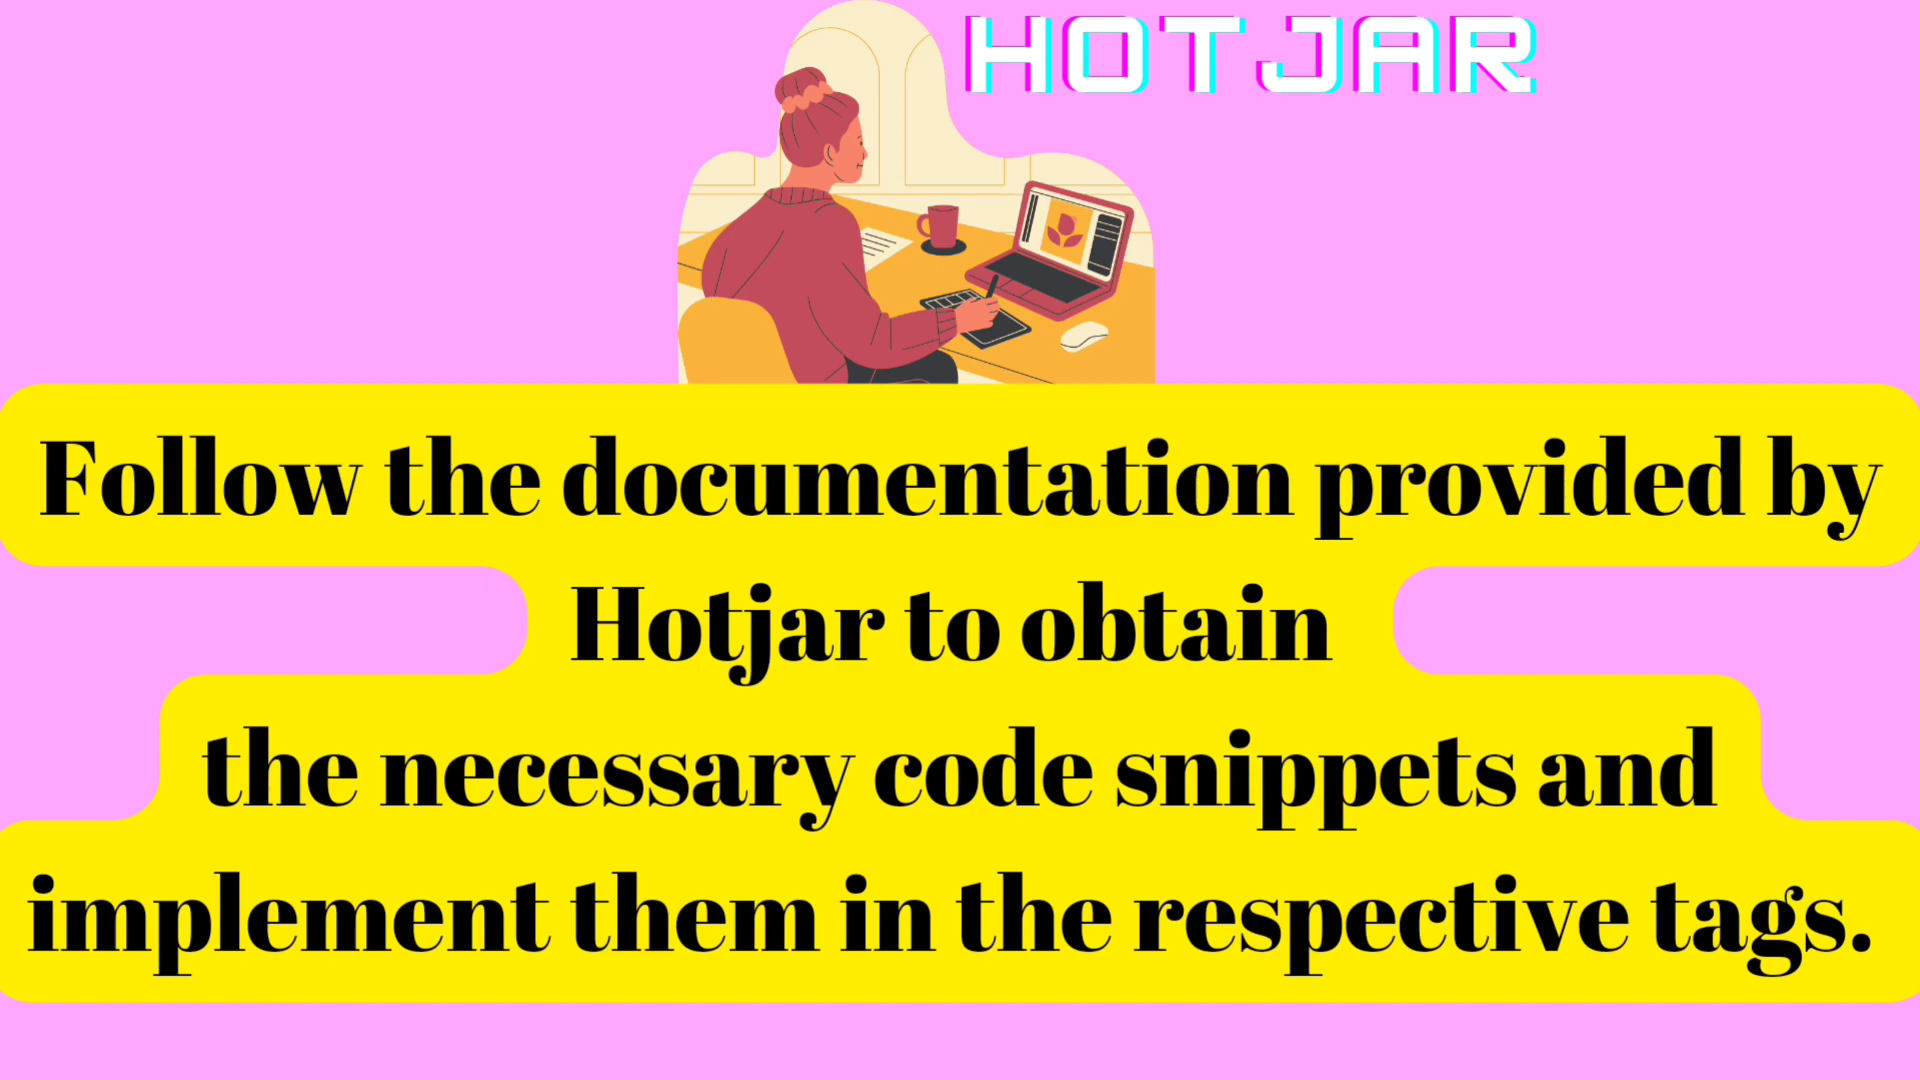 HOTJAR
Follow the documentation provided by
Hotjar to obtain
the necessary code snippets and
implement them in the respective tags.